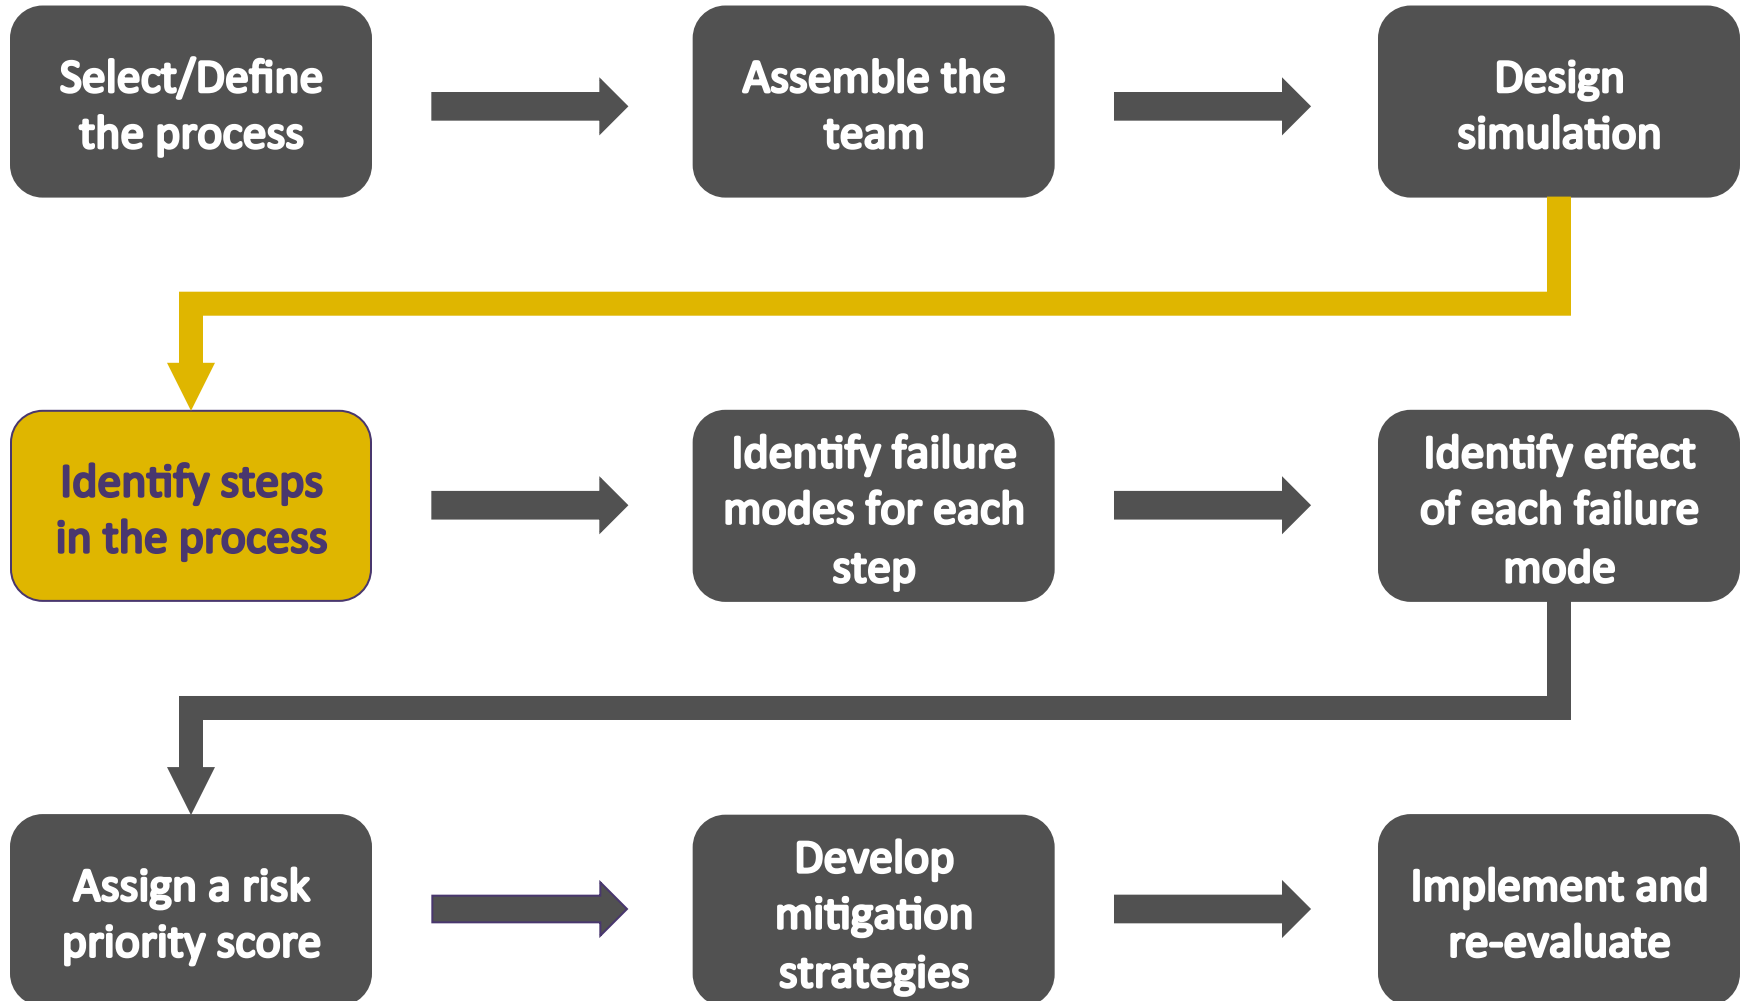 Select/Define
the process
Assemble the
team
Design
simulation
Identify steps
in the process
Identify failure
modes for each
step
Identify effect
of each failure
mode
Assign a risk
priority score
Develop
mitigation
strategies
Implement and
re-evaluate